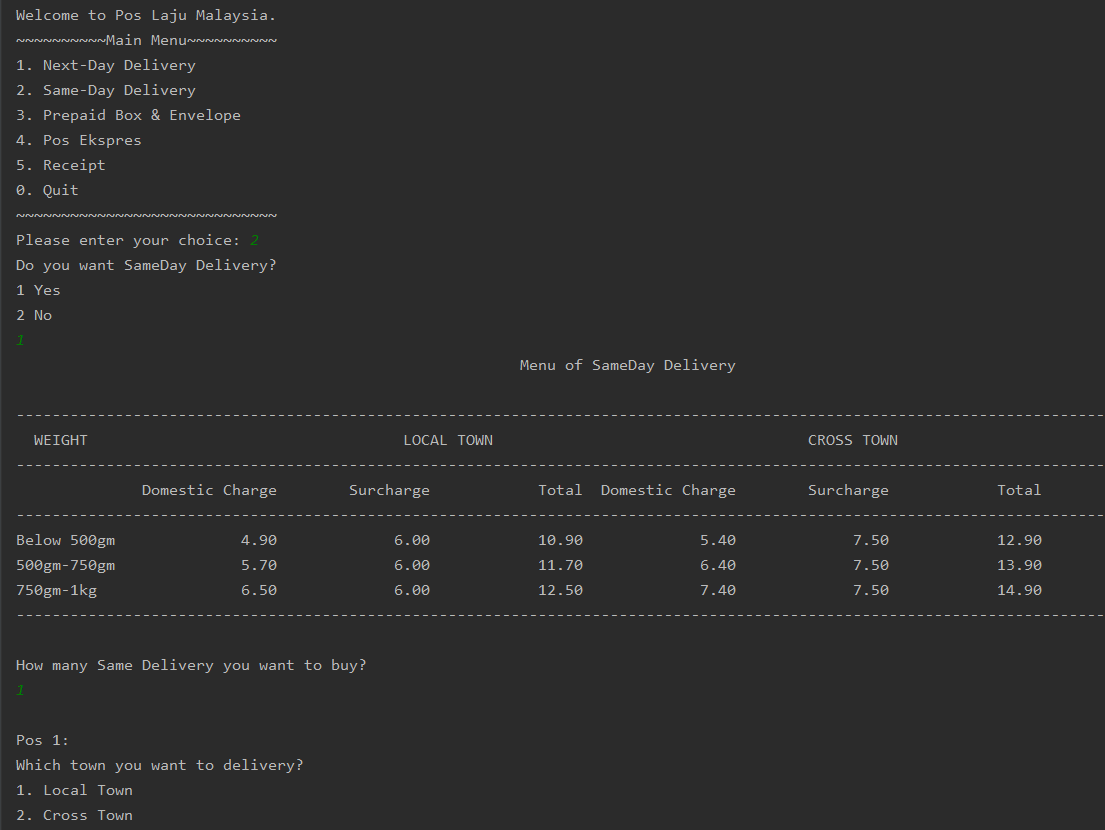 Welcome to Pos Laju Malaysia.
~~~~~~~~~~Main Menu~~~~~~~~~~
1. Next-Day Delivery
2. Same-Day Delivery
3. Prepaid Box & Envelope
4. Pos Ekspres
5. Receipt
0. Quit
~~~~~~~~~~~~~~~~~~~~~~~~~~~~~
Please enter your choice: 2
Do you want SameDay Delivery?
1 Yes
2 No
1
Menu of SameDay Delivery
-------------------------------------------------------------------------------------------------------------------------
WEIGHT LOCAL TOWN CROSS TOWN
-------------------------------------------------------------------------------------------------------------------------
Domestic Charge Surcharge Total Domestic Charge Surcharge Total
-------------------------------------------------------------------------------------------------------------------------
Below 500gm 4.90 6.00 10.90 5.40 7.50 12.90
500gm-750gm 5.70 6.00 11.70 6.40 7.50 13.90
750gm-1kg 6.50 6.00 12.50 7.40 7.50 14.90
-------------------------------------------------------------------------------------------------------------------------
How many Same Delivery you want to buy?
1
Pos 1:
Which town you want to delivery?
1. Local Town
2. Cross Town